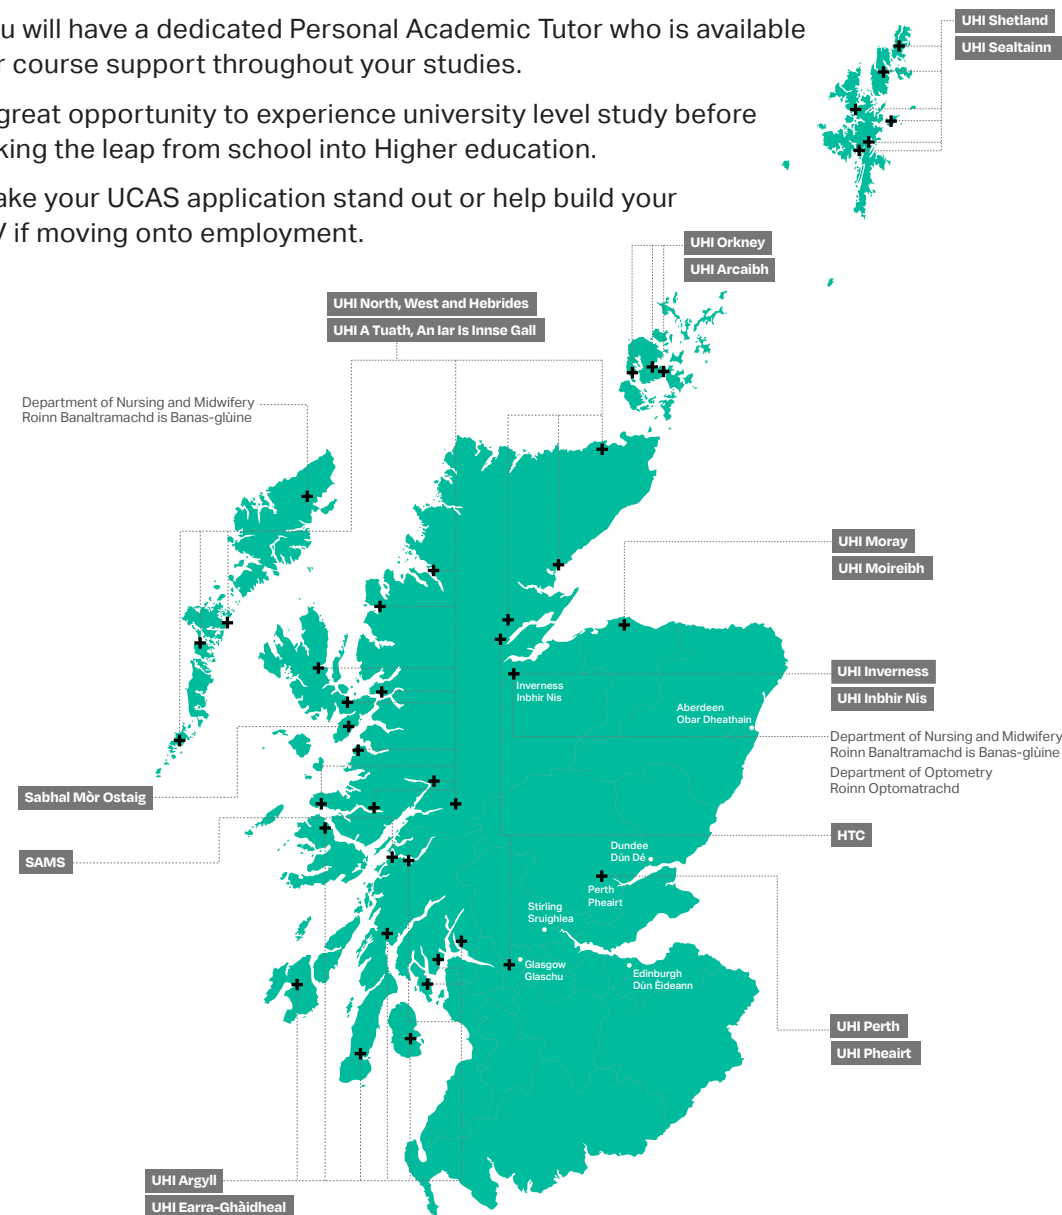 u will have a dedicated Personal Academic Tutor who is available
r course support throughout your studies.
great opportunity to experience university level study before
king the leap from school into Higher education.
ake your UCAS application stand out or help build your
if moving onto employment.
UHI Shetland
UHI Sealtainn
UHI Orkney
UHI Arcaibh
UHI North, West and Hebrides
UHI A Tuath, An Iar Is Innse Gall
Department of Nursing and Midwifery
Roinn Banaltramachd is Banas-glùine
UHI Moray
UHI Moireibh
UHI Inverness
UHI Inbhir Nis
Inverness
Inbhir Nis
Aberdeen
Obar Dheathain
Department of Nursing and Midwifery
Roinn Banaltramachd is Banas-glùine
Department of Optometry
Roinn Optomatrachd
Sabhal Mòr Ostaig
HTC
SAMS
Dundee
Dún Dé
Perth
Pheairt
Stirling
Sruighlea
Glasgow
Glaschu
Edinburgh
Dùn Èideann
UHI Perth
UHI Pheairt
UHI Argyll
UHI Earra-Ghàidheal